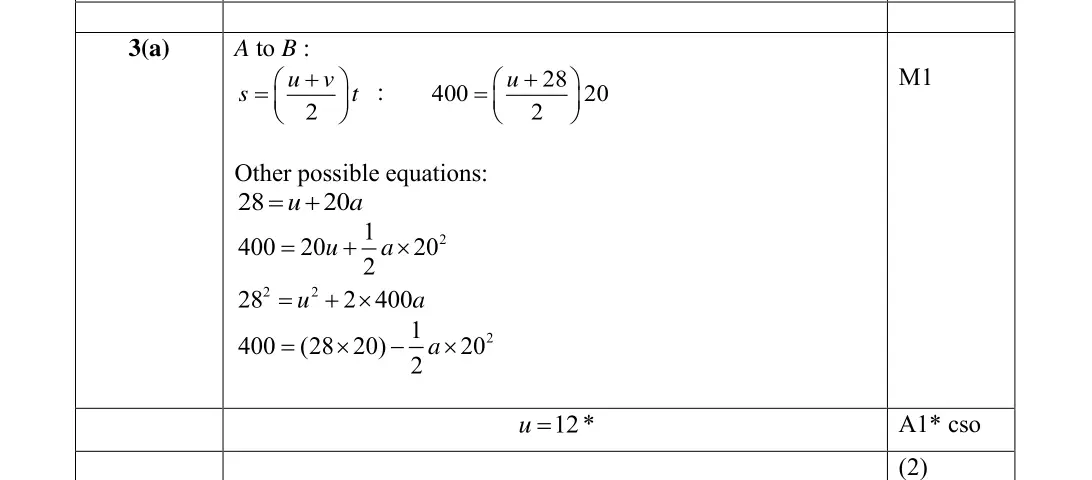 3(a)
A to B :
s = ((u + v)/2) t : 400 = ((u + 28)/2) 20
M1
Other possible equations:
28 = u + 20a
400 = 20u + 1/2 a × 20²
28² = u² + 2 × 400a
400 = (28 × 20) − 1/2 a × 20²
u = 12 *
A1* cso
(2)